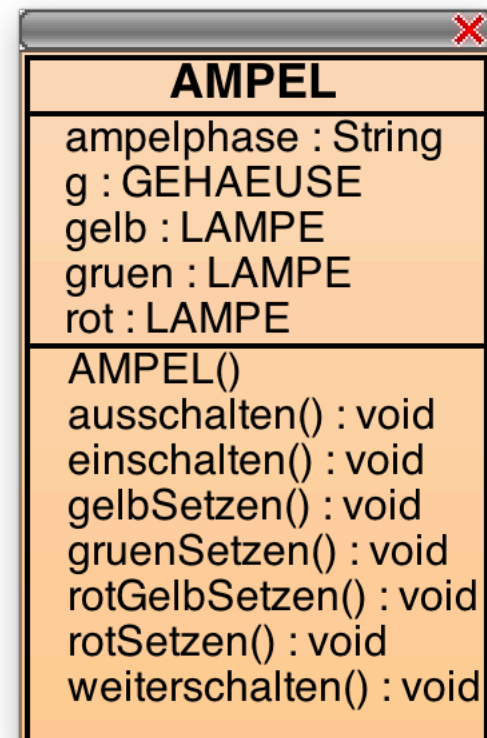 AMPEL
ampelphase : String
g : GEHAEUSE
gelb : LAMPE
gruen : LAMPE
rot : LAMPE
AMPEL()
ausschalten() : void
einschalten() : void
gelbSetzen() : void
gruenSetzen() : void
rotGelbSetzen() : void
rotSetzen() : void
weiterschalten() : void